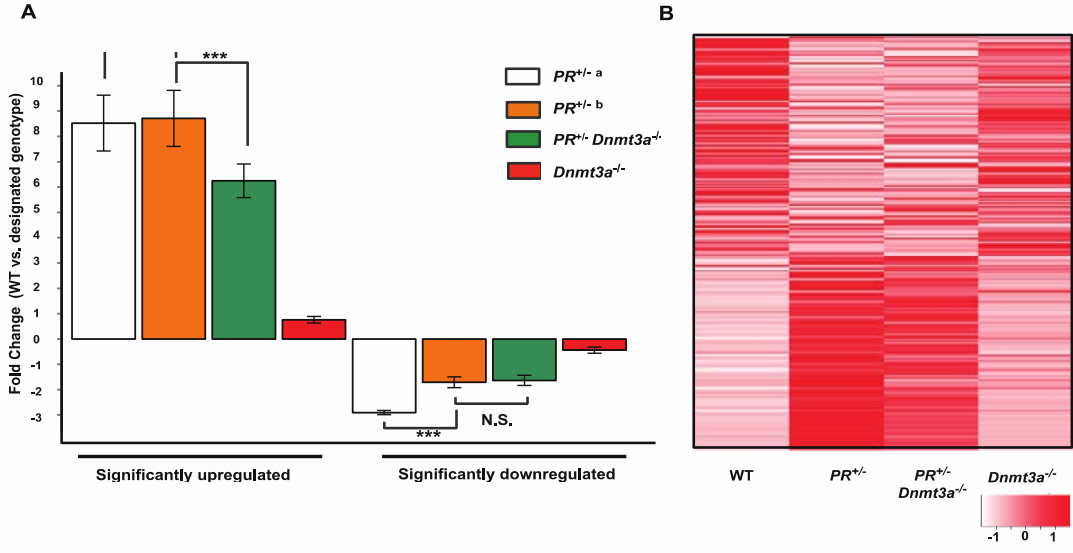 A
***
10
9
8
7
6
5
4
3
2
1
0
-1
-2
-3
Fold Change (WT vs. designated genotype)
PR+/- a
PR+/- b
PR+/- Dnmt3a-/-
Dnmt3a-/-
***
N.S.
Significantly upregulated
Significantly downregulated
B
WT
PR+/-
PR+/-
Dnmt3a-/-
Dnmt3a-/-
-1 0 1